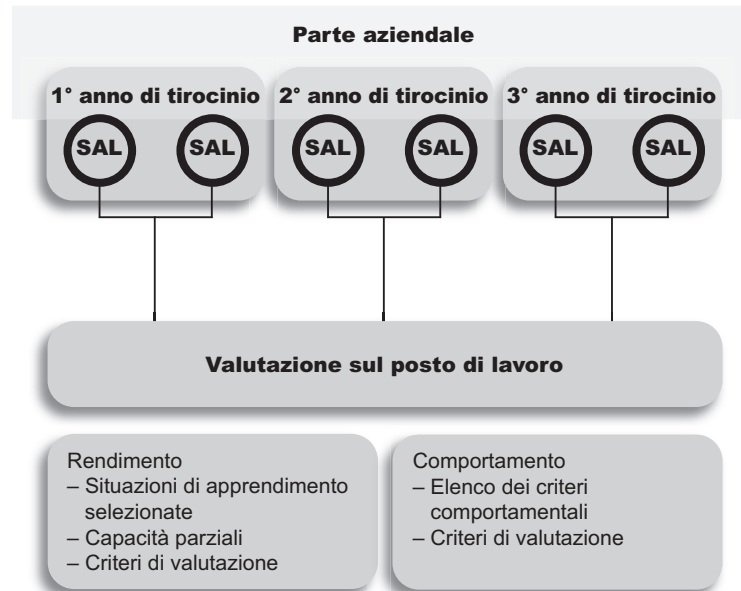 Parte aziendale
1° anno di tirocinio
2° anno di tirocinio
3° anno di tirocinio
SAL
SAL
SAL
SAL
SAL
SAL
Valutazione sul posto di lavoro
Rendimento
– Situazioni di apprendimento
selezionate
– Capacità parziali
– Criteri di valutazione
Comportamento
– Elenco dei criteri
comportamentali
– Criteri di valutazione